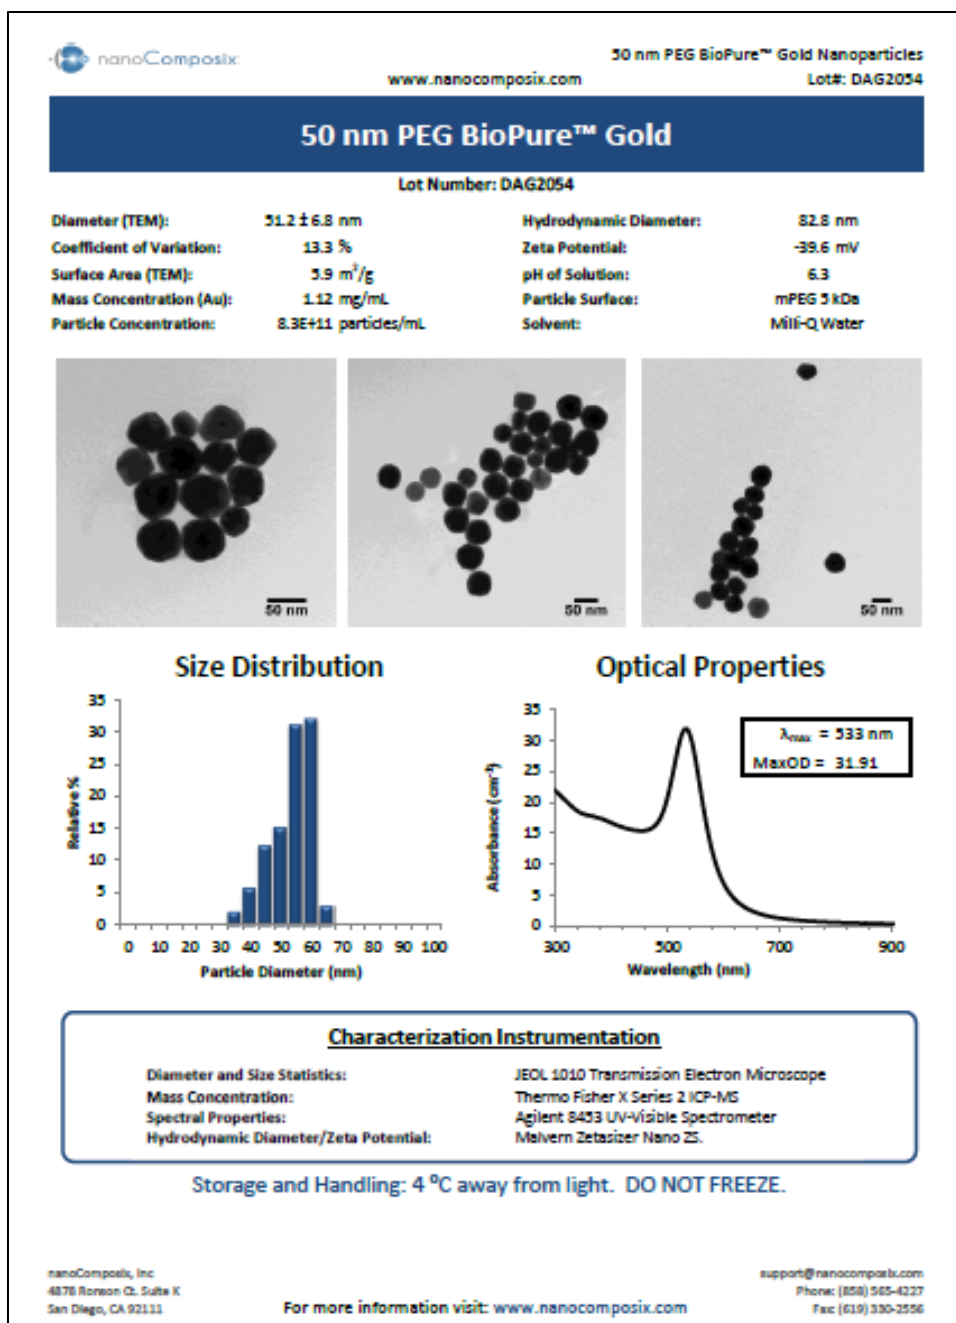 nanoComposix
50 nm PEG BioPure™ Gold Nanoparticles
www.nanocomposix.com
Lot#: DAG2054
50 nm PEG BioPure™ Gold
Lot Number: DAG2054
Diameter (TEM): 51.2 ± 6.8 nm
Hydrodynamic Diameter: 82.8 nm
Coefficient of Variation: 13.3 %
Zeta Potential: -39.6 mV
Surface Area (TEM): 5.9 m²/g
pH of Solution: 6.3
Mass Concentration (Au): 1.12 mg/mL
Particle Surface: mPEG 5 kDa
Particle Concentration: 8.3E+11 particles/mL
Solvent: Milli-Q Water
50 nm
50 nm
50 nm
Size Distribution
35
30
25
20
15
10
5
0
Relative %
0 10 20 30 40 50 60 70 80 90 100
Particle Diameter (nm)
Optical Properties
35
30
25
20
15
10
5
0
Absorbance (cm⁻¹)
λmax = 533 nm
MaxOD = 31.91
300 500 700 900
Wavelength (nm)
Characterization Instrumentation
Diameter and Size Statistics: JEOL 1010 Transmission Electron Microscope
Mass Concentration: Thermo Fisher X Series 2 ICP-MS
Spectral Properties: Agilent 8453 UV-Visible Spectrometer
Hydrodynamic Diameter/Zeta Potential: Malvern Zetasizer Nano ZS.
Storage and Handling: 4 ºC away from light. DO NOT FREEZE.
nanoComposix, Inc
4878 Ronson Ct. Suite K
San Diego, CA 92111
For more information visit: www.nanocomposix.com
support@nanocomposix.com
Phone: (858) 565-4227
Fax: (619) 330-2556